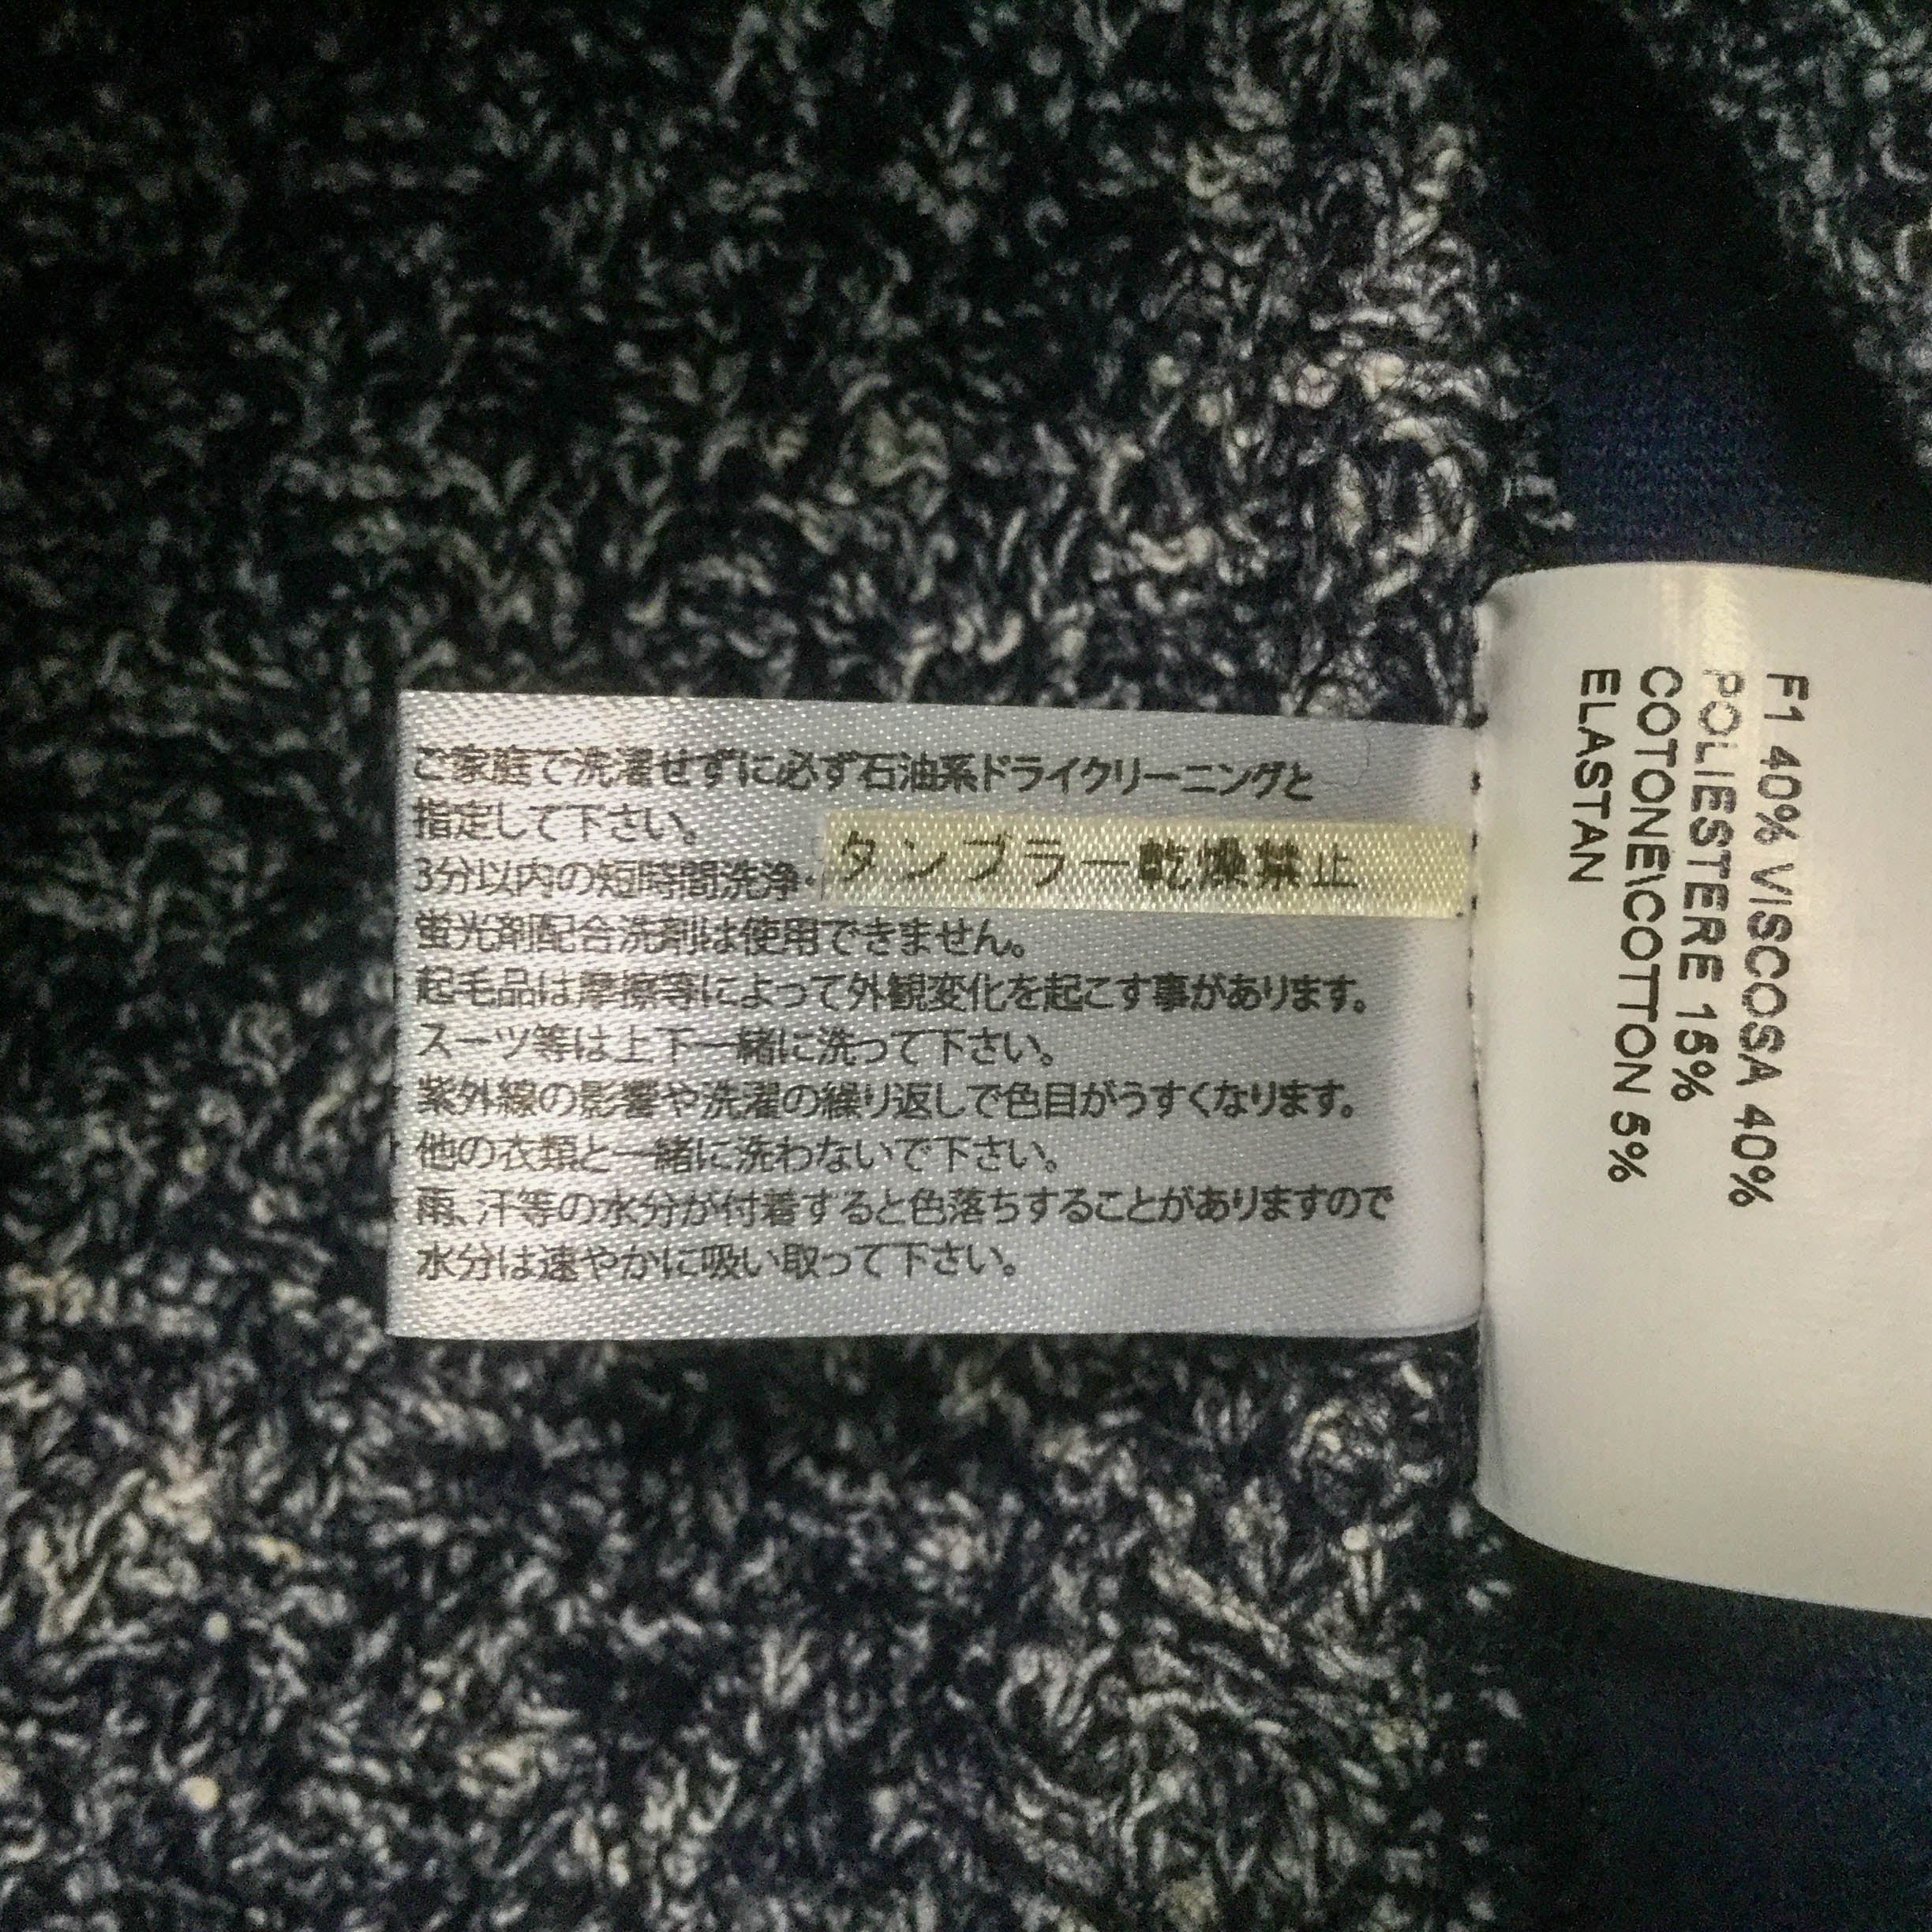 ご家庭で洗濯せずに必ず石油系ドライクリーニングと
指定して下さい。
3分以内の短時間洗浄・
タンブラー乾燥禁止
蛍光剤配合洗剤は使用できません。
起毛品は摩擦等によって外観変化を起こす事があります。
スーツ等は上下一緒に洗って下さい。
紫外線の影響や洗濯の繰り返しで色目がうすくなります。
他の衣類と一緒に洗わないで下さい。
雨、汗等の水分が付着すると色落ちすることがありますので
水分は速やかに吸い取って下さい。
F1 40% VISCOSA 40%
POLIESTERE 15%
COTONE\COTTON 5%
ELASTAN